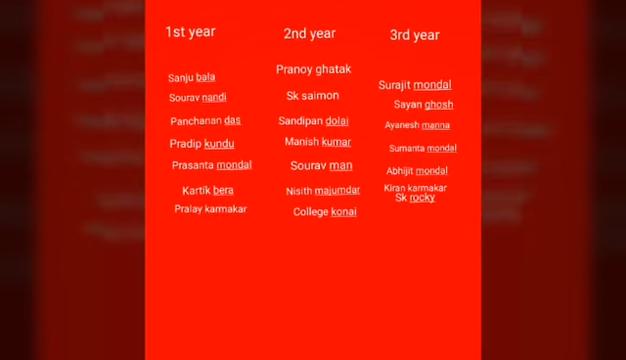 1st year
Sanju bala
Sourav nandi
Panchanan das
Pradip kundu
Prasanta mondal
Kartik bera
Pralay karmakar
2nd year
Pranoy ghatak
Sk saimon
Sandipan dolai
Manish kumar
Sourav man
Nisith majumdar
College konai
3rd year
Surajit mondal
Sayan ghosh
Ayanesh manna
Sumanta mondal
Abhijit mondal
Kiran karmakar
Sk rocky